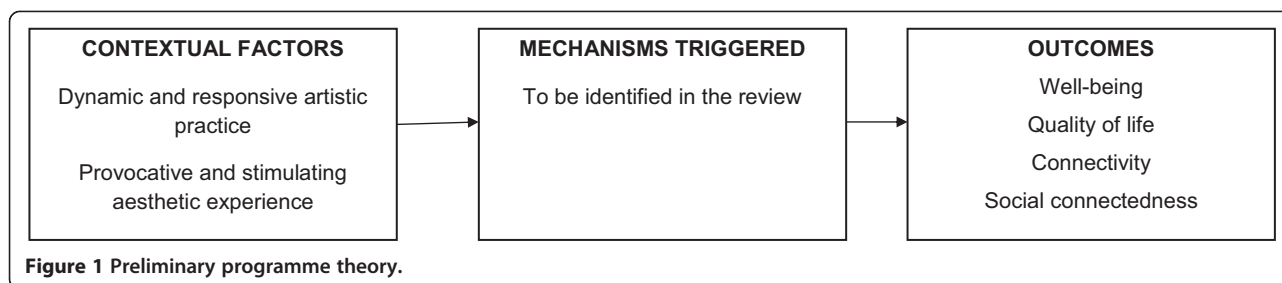 CONTEXTUAL FACTORS
Dynamic and responsive artistic
practice
Provocative and stimulating
aesthetic experience
MECHANISMS TRIGGERED
To be identified in the review
OUTCOMES
Well-being
Quality of life
Connectivity
Social connectedness
Figure 1 Preliminary programme theory.